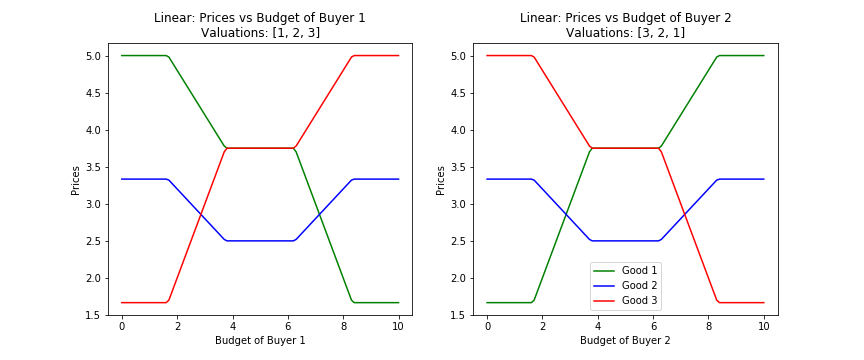 Linear: Prices vs Budget of Buyer 1
Valuations: [1, 2, 3]
Prices
5.0
4.5
4.0
3.5
3.0
2.5
2.0
1.5
0
2
4
6
8
10
Budget of Buyer 1
Linear: Prices vs Budget of Buyer 2
Valuations: [3, 2, 1]
Prices
5.0
4.5
4.0
3.5
3.0
2.5
2.0
1.5
Good 1
Good 2
Good 3
0
2
4
6
8
10
Budget of Buyer 2